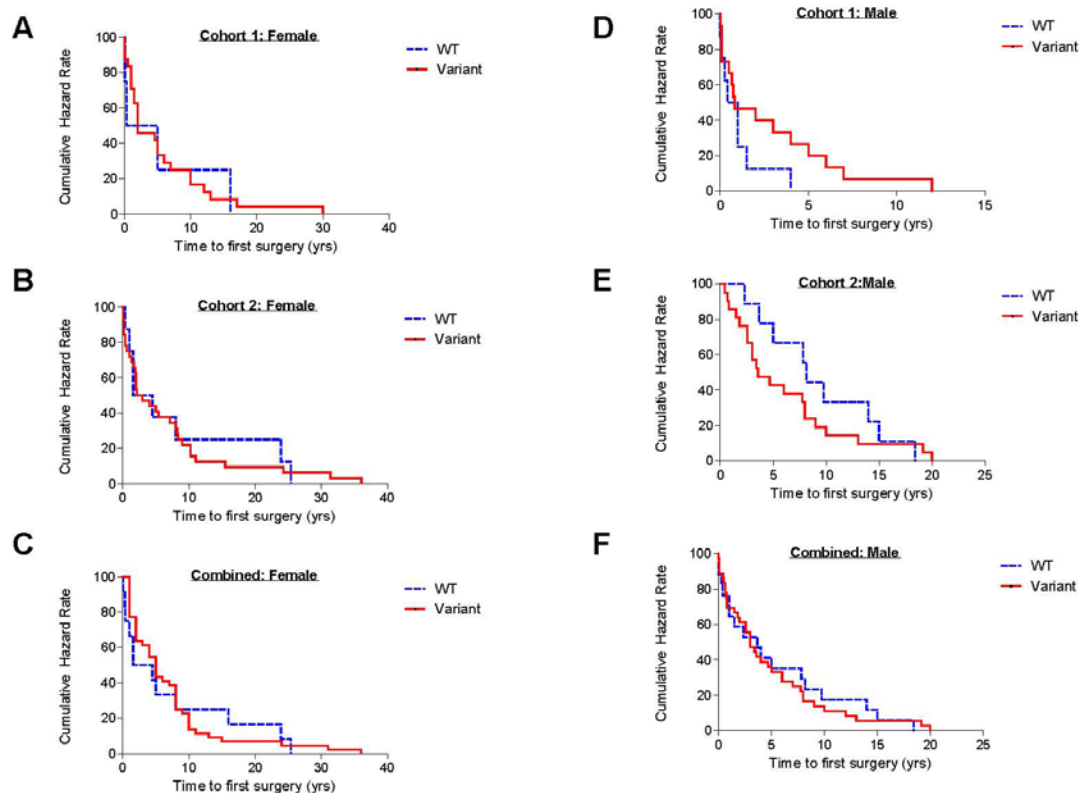 A
Cohort 1: Female
WT
Variant
Cumulative Hazard Rate
100
80
60
40
20
0
0 10 20 30 40
Time to first surgery (yrs)
B
Cohort 2: Female
WT
Variant
Cumulative Hazard Rate
100
80
60
40
20
0
0 10 20 30 40
Time to first surgery (yrs)
C
Combined: Female
WT
Variant
Cumulative Hazard Rate
100
80
60
40
20
0
0 10 20 30 40
Time to first surgery (yrs)
D
Cohort 1: Male
WT
Variant
Cumulative Hazard Rate
100
80
60
40
20
0
0 5 10 15
Time to first surgery (yrs)
E
Cohort 2:Male
WT
Variant
Cumulative Hazard Rate
100
80
60
40
20
0
0 5 10 15 20 25
Time to first surgery (yrs)
F
Combined: Male
WT
Variant
Cumulative Hazard Rate
100
80
60
40
20
0
0 5 10 15 20 25
Time to first surgery (yrs)